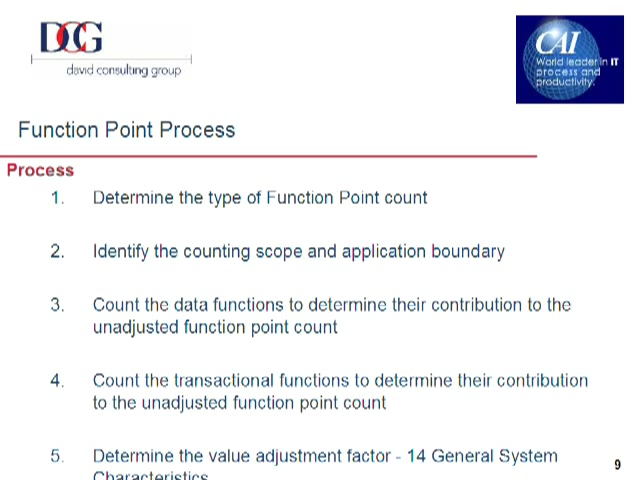 DCG
david consulting group
CAI
World leader in IT
process and
productivity.
Function Point Process
Process
1. Determine the type of Function Point count
2. Identify the counting scope and application boundary
3. Count the data functions to determine their contribution to the
unadjusted function point count
4. Count the transactional functions to determine their contribution
to the unadjusted function point count
5. Determine the value adjustment factor - 14 General System
Characteristics
9